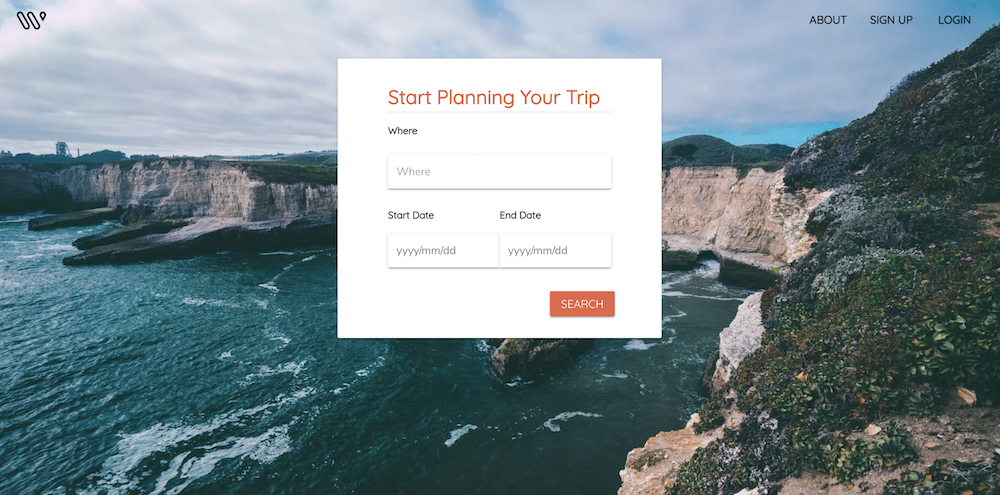 ABOUT SIGN UP LOGIN
Start Planning Your Trip
Where
Where
Start Date End Date
yyyy/mm/dd yyyy/mm/dd
SEARCH